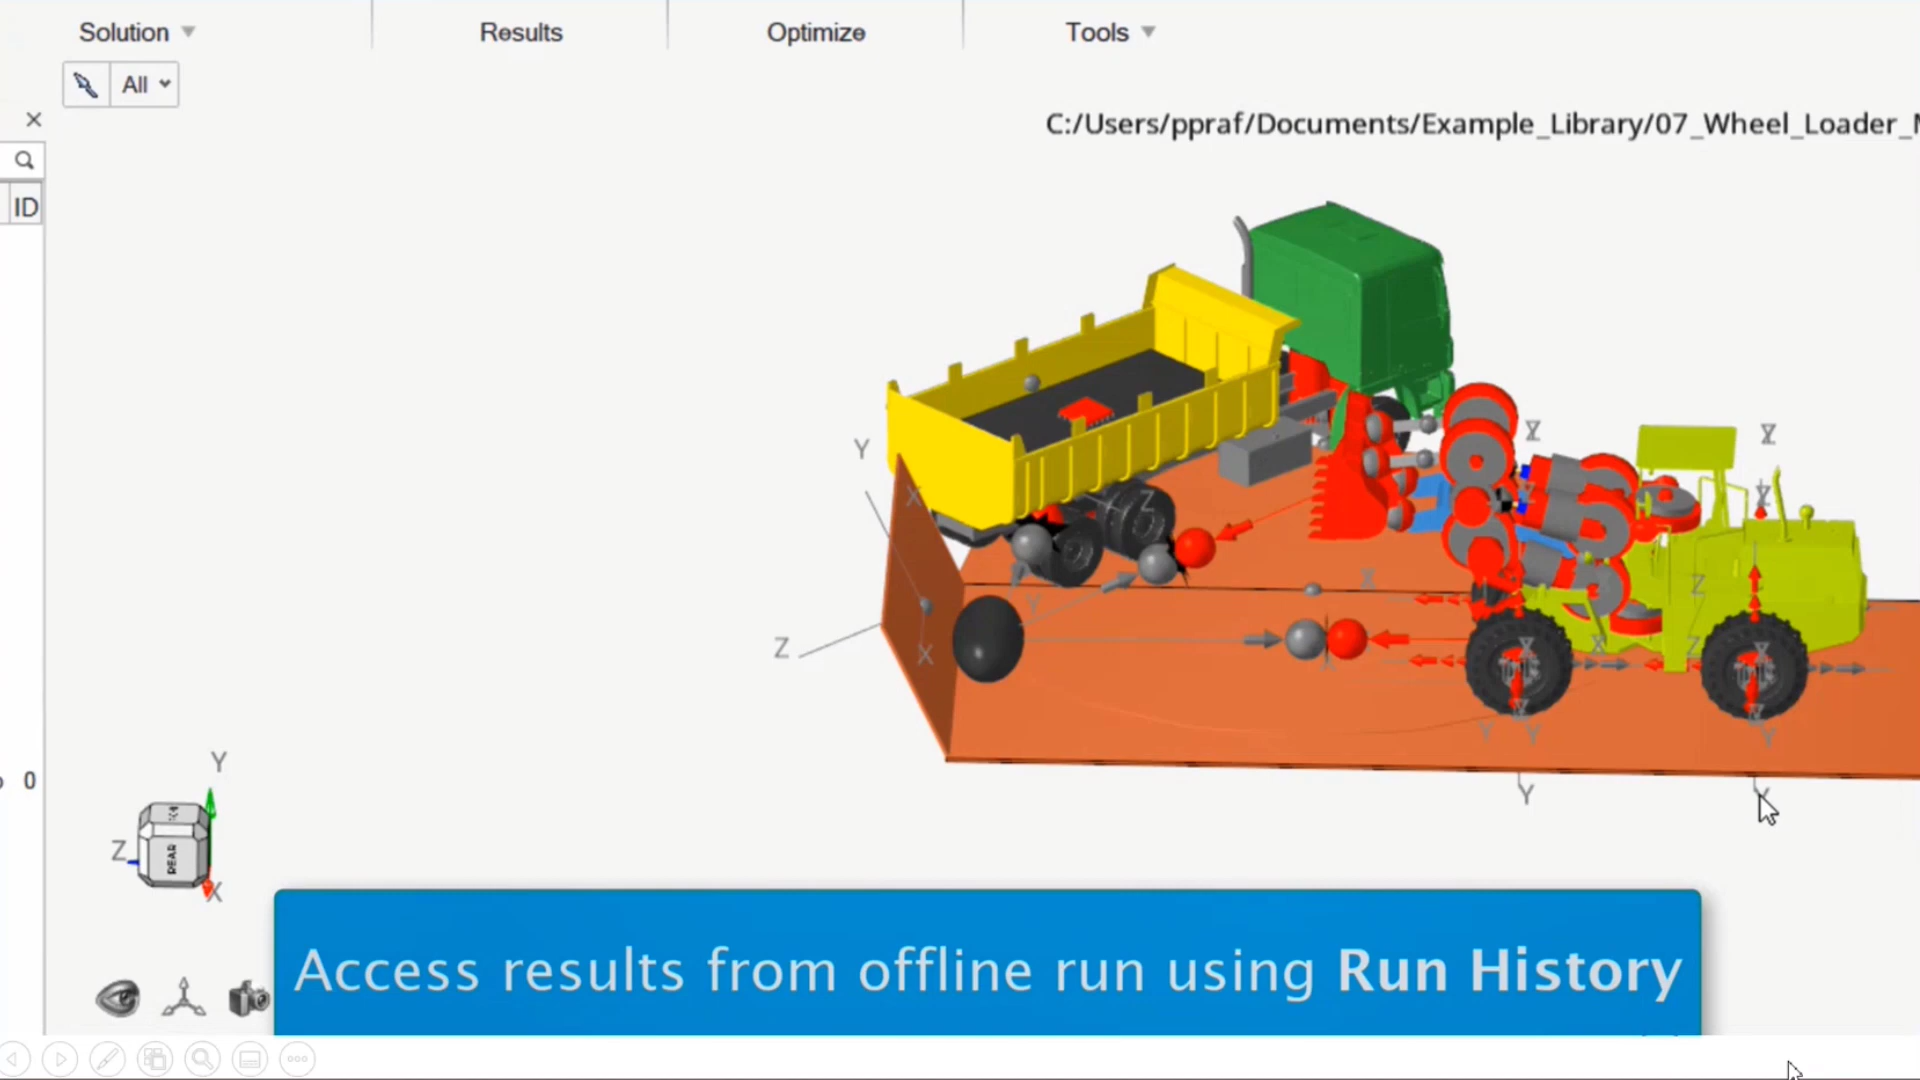 Solution
Results
Optimize
Tools
All
C:/Users/ppraf/Documents/Example_Library/07_Wheel_Loader_
ID
Y
X
Z
Z
X
Y
Z
X
Y
Y
0
Y
Z
REAR
X
Access results from offline run using Run History